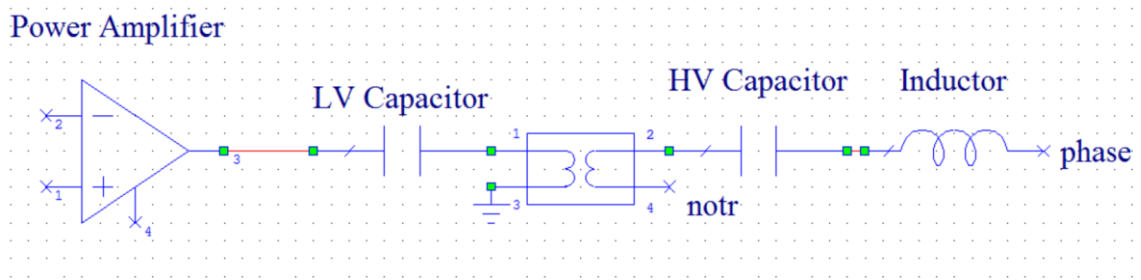 Power Amplifier
LV Capacitor
HV Capacitor
Inductor
2
1
3
4
1
3
2
4
notr
phase